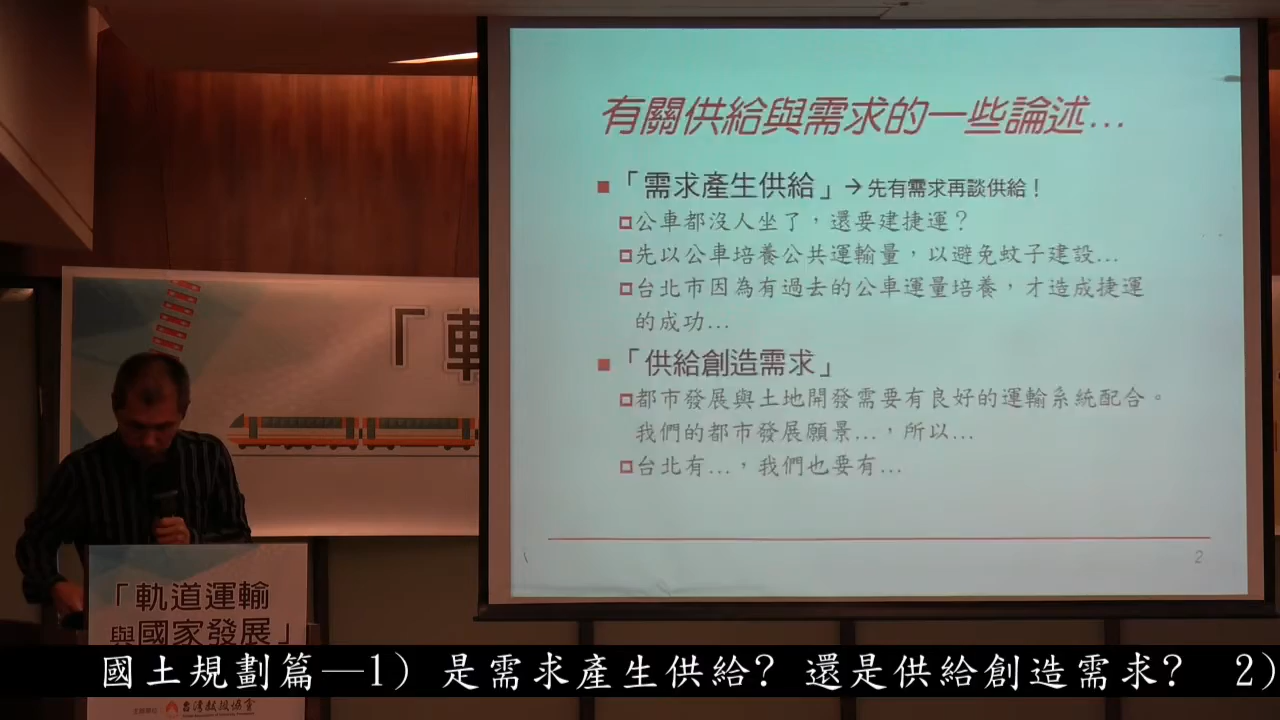 有關供給與需求的一些論述...
「需求產生供給」→先有需求再談供給！
公車都沒人坐了，還要建捷運？
先以公車培養公共運輸量，以避免蚊子建設...
台北市因為有過去的公車運量培養，才造成捷運
的成功...
「供給創造需求」
都市發展與土地開發需要有良好的運輸系統配合。
我們的都市發展願景...，所以...
台北有...，我們也要有...
2
「軌
「軌道運輸
與國家發展」
國土規劃篇—1) 是需求產生供給? 還是供給創造需求? 2)
台灣教授協會